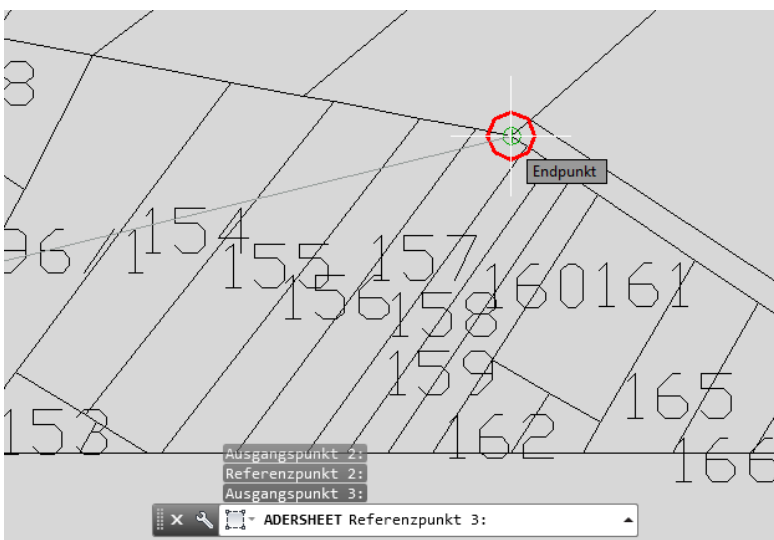 8
Endpunkt
96/1
154
155
156
157
158
159
160
161
153
162
165
166
Ausgangspunkt 2:
Referenzpunkt 2:
Ausgangspunkt 3:
ADERSHEET Referenzpunkt 3: